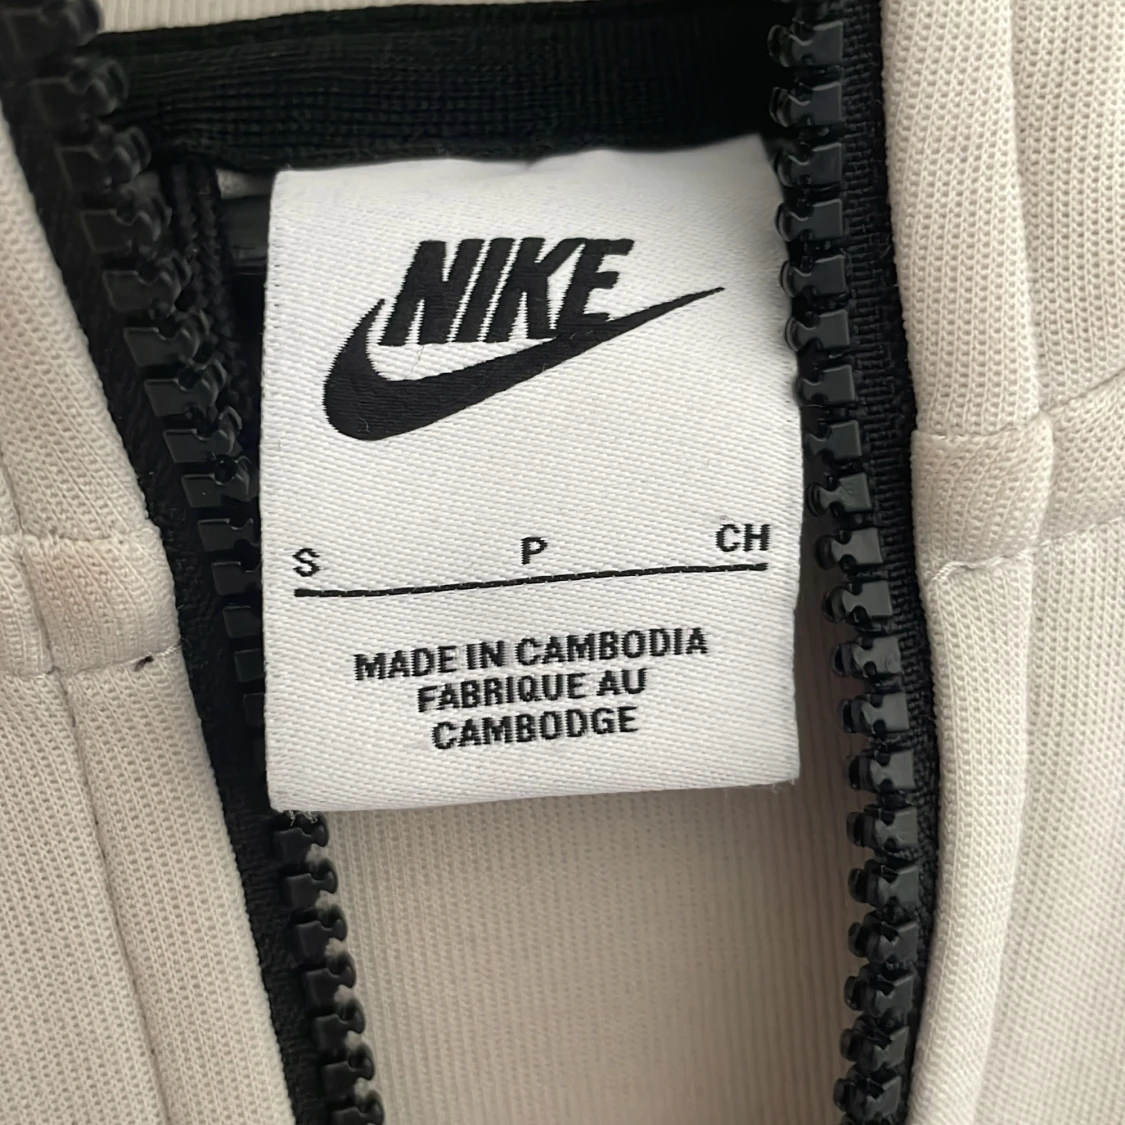 NIKE
S P CH
MADE IN CAMBODIA
FABRIQUE AU
CAMBODGE